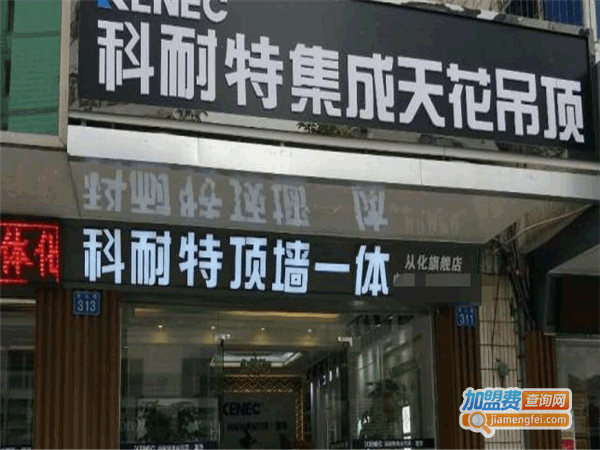 KENEC
科耐特集成天花吊顶
科耐特顶墙一体
从化旗舰店
体化
313
311
KENEC
KENEC
加盟费查询网
jiamengfei.com